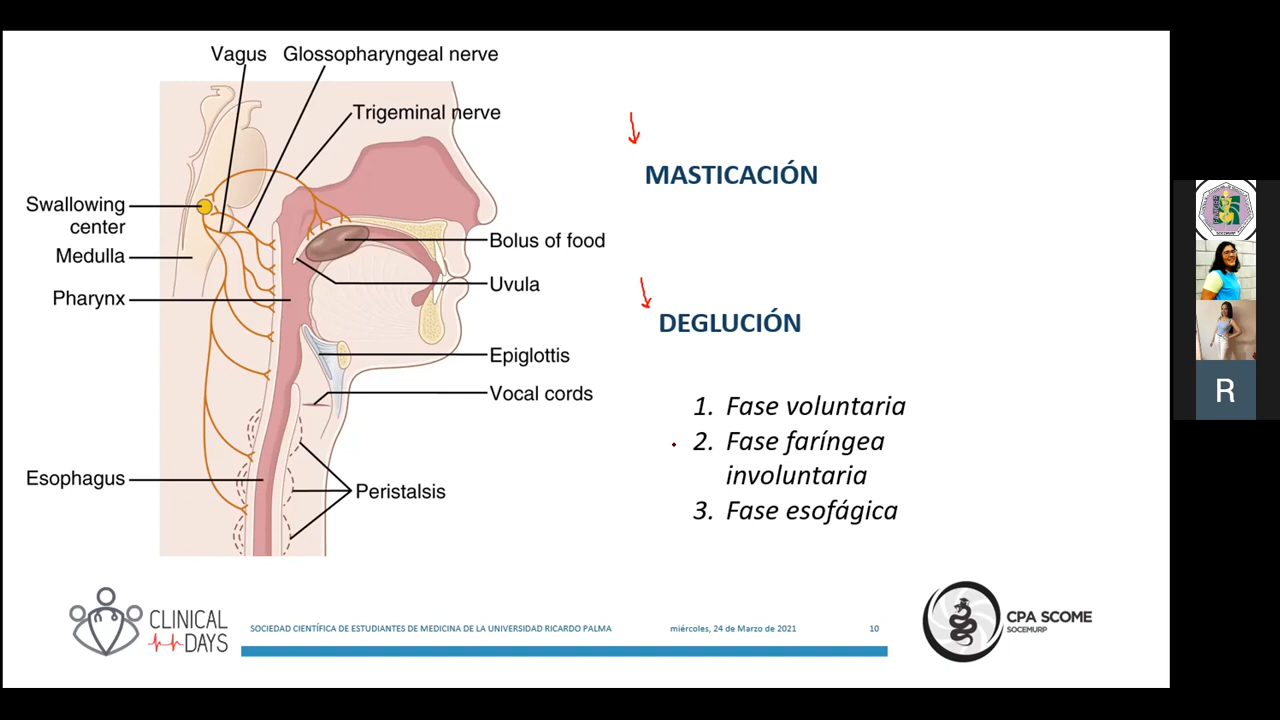 Vagus
Glossopharyngeal nerve
Trigeminal nerve
Swallowing
center
Medulla
Pharynx
Esophagus
Bolus of food
Uvula
Epiglottis
Vocal cords
Peristalsis
MASTICACIÓN
DEGLUCIÓN
1. Fase voluntaria
2. Fase faríngea
involuntaria
3. Fase esofágica
CLINICAL
DAYS
SOCIEDAD CIENTÍFICA DE ESTUDIANTES DE MEDICINA DE LA UNIVERSIDAD RICARDO PALMA
miércoles, 24 de Marzo de 2021
10
CPA SCOME
SOCEMURP
R